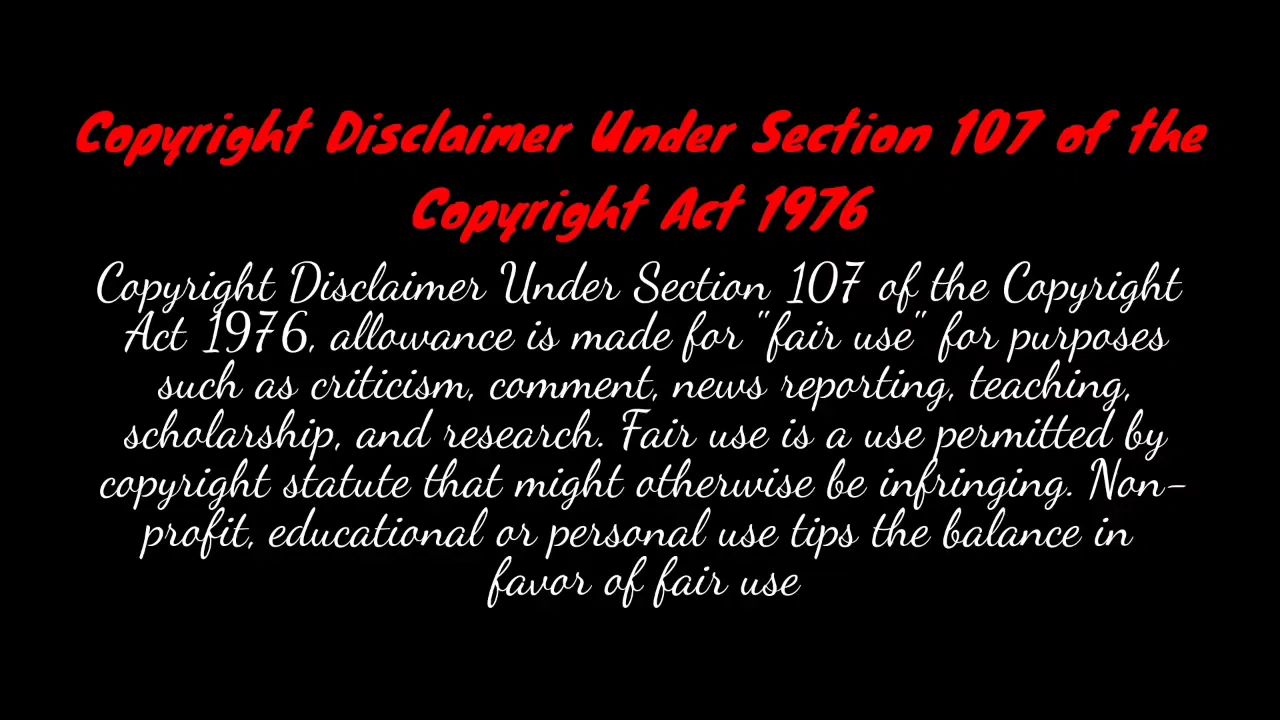 Copyright Disclaimer Under Section 107 of the
Copyright Act 1976
Copyright Disclaimer Under Section 107 of the Copyright
Act 1976, allowance is made for "fair use" for purposes
such as criticism, comment, news reporting, teaching,
scholarship, and research. Fair use is a use permitted by
copyright statute that might otherwise be infringing. Non-
profit, educational or personal use tips the balance in
favor of fair use